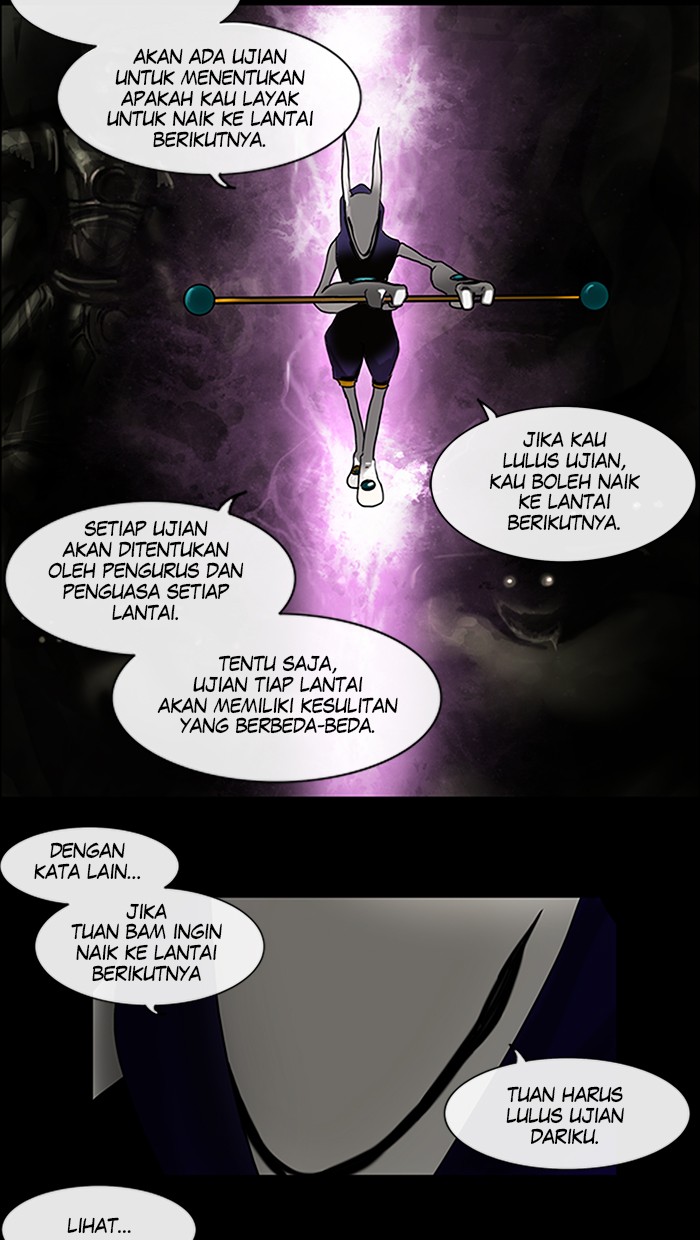 AKAN ADA UJIAN
UNTUK MENENTUKAN
APAKAH KAU LAYAK
UNTUK NAIK KE LANTAI
BERIKUTNYA.
JIKA KAU
LULUS UJIAN,
KAU BOLEH NAIK
KE LANTAI
BERIKUTNYA.
SETIAP UJIAN
AKAN DITENTUKAN
OLEH PENGURUS DAN
PENGUASA SETIAP
LANTAI.
TENTU SAJA,
UJIAN TIAP LANTAI
AKAN MEMILIKI KESULITAN
YANG BERBEDA-BEDA.
DENGAN
KATA LAIN...
JIKA
TUAN BAM INGIN
NAIK KE LANTAI
BERIKUTNYA
TUAN HARUS
LULUS UJIAN
DARIKU.
LIHAT...